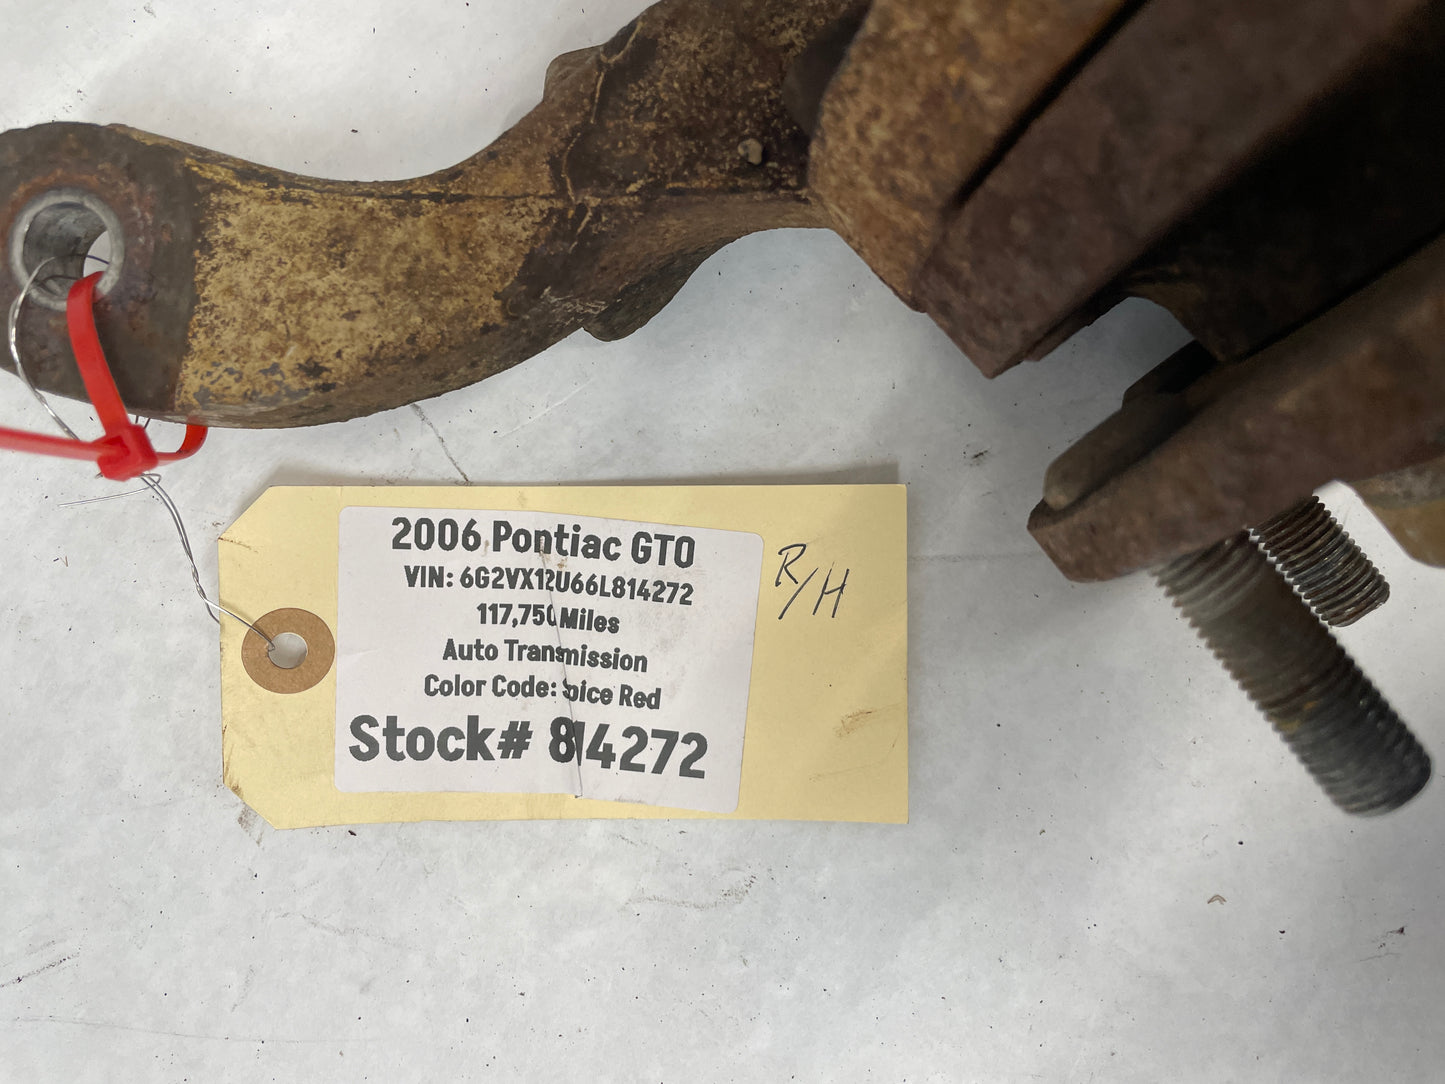 2006 Pontiac GTO
VIN: 6G2VX12U66L814272
117,750 Miles
Auto Transmission
Color Code: Spice Red
Stock# 814272
R/H